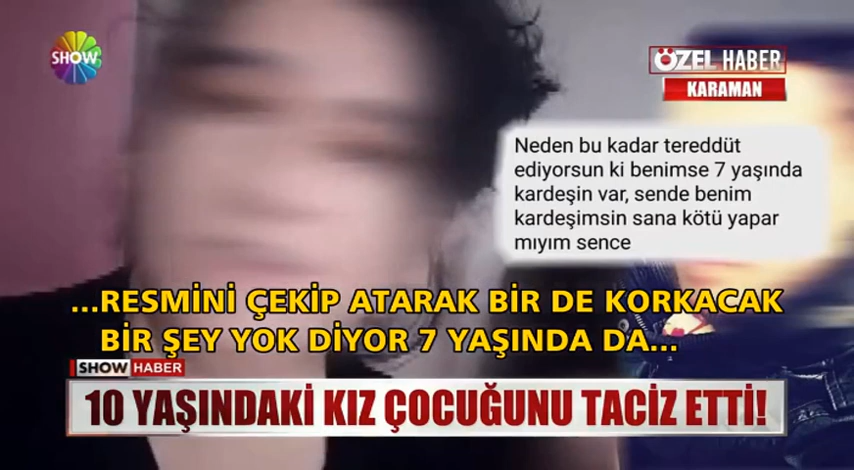 SHOW
ÖZEL HABER
KARAMAN
Neden bu kadar tereddüt
ediyorsun ki benimse 7 yaşında
kardeşin var, sende benim
kardeşimsin sana kötü yapar
mıyım sence
...RESMİNİ ÇEKİP ATARAK BİR DE KORKACAK
BİR ŞEY YOK DİYOR 7 YAŞINDA DA...
SHOW HABER
10 YAŞINDAKİ KIZ ÇOCUĞUNU TACİZ ETTİ!